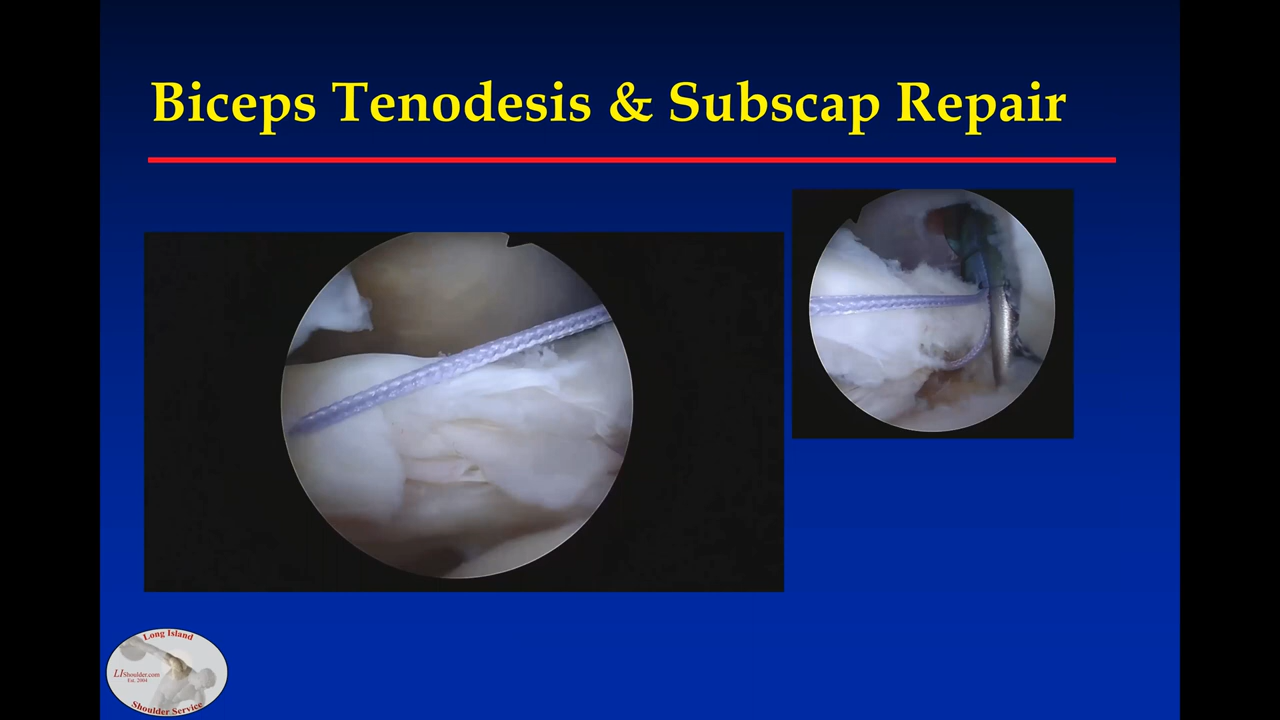 Biceps Tenodesis & Subscap Repair
Long Island
LIShoulder.com
Est. 2004
Shoulder Service